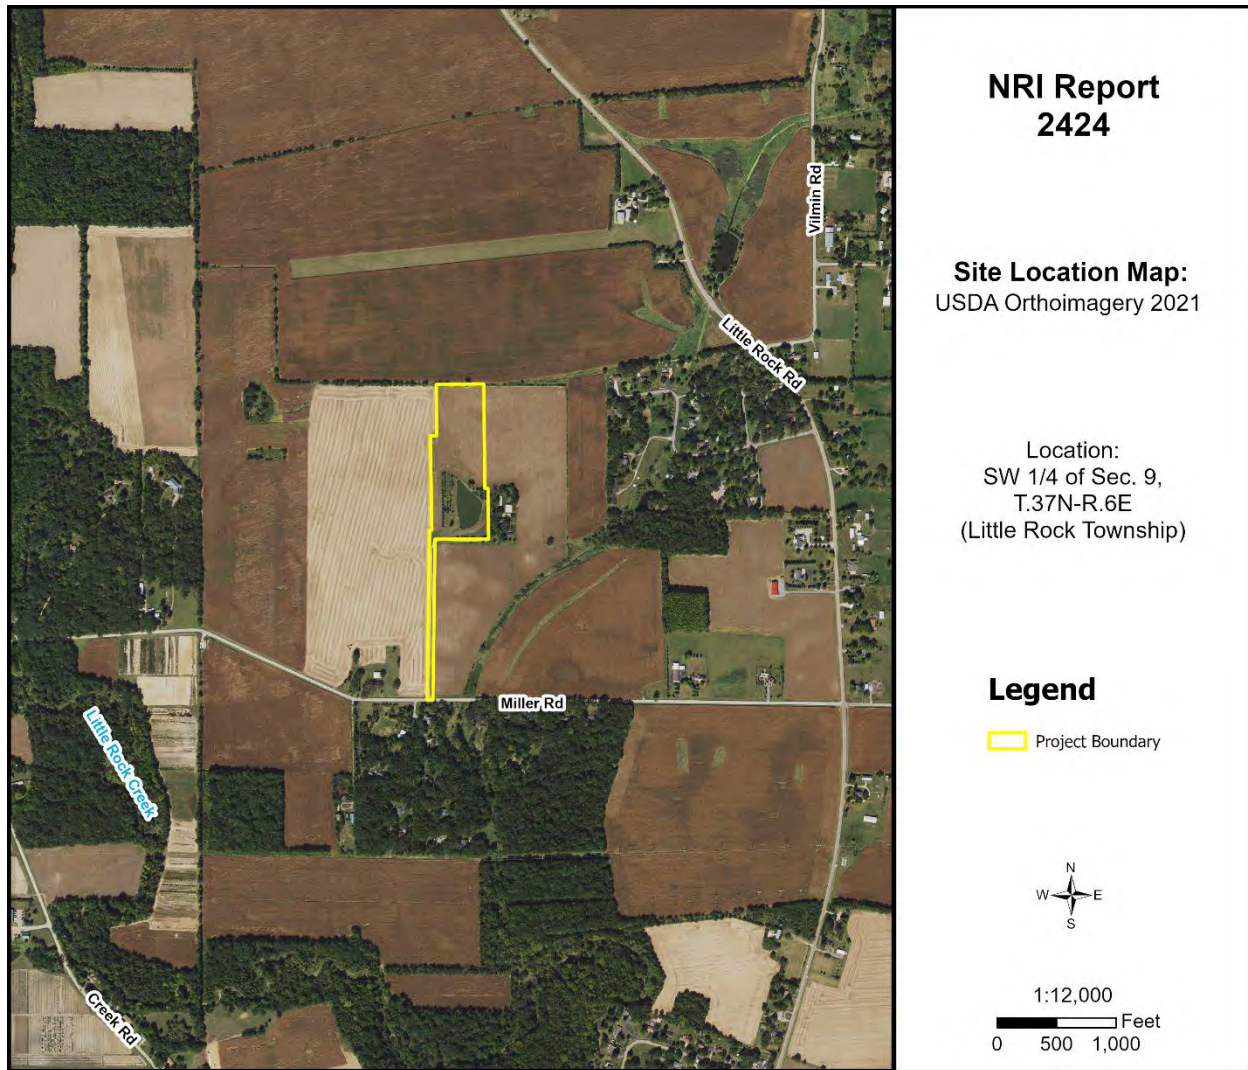 NRI Report
2424
Site Location Map:
USDA Orthoimagery 2021
Location:
SW 1/4 of Sec. 9,
T.37N-R.6E
(Little Rock Township)
Legend
Project Boundary
N
W E
S
1:12,000
Feet
0 500 1,000
Vilmin Rd
Little Rock Rd
Miller Rd
Little Rock Creek
Creek Rd